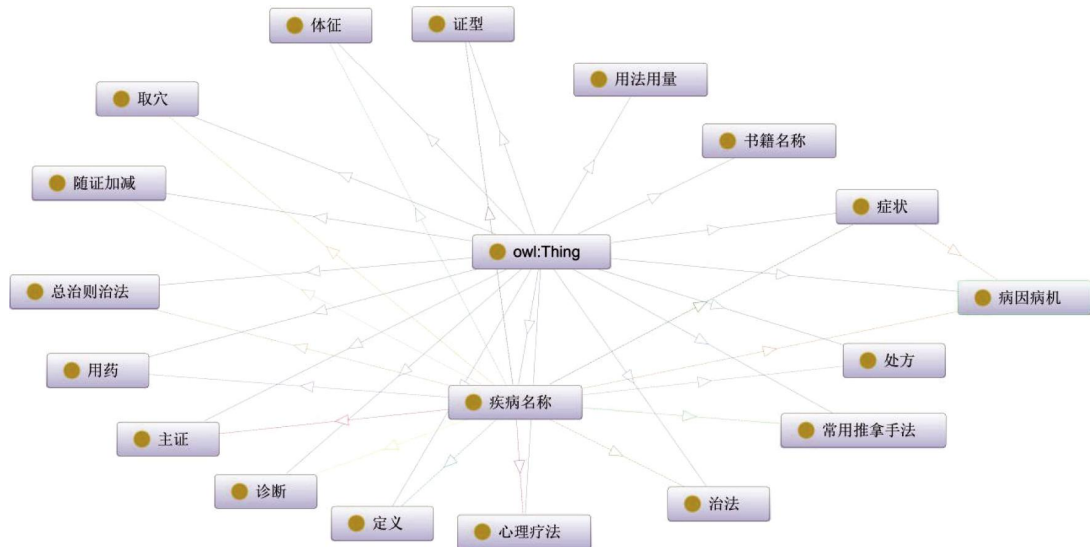 体征
证型
用法用量
取穴
书籍名称
随证加减
症状
owl:Thing
总治则治法
病因病机
用药
处方
疾病名称
主证
常用推拿手法
诊断
治法
定义
心理疗法